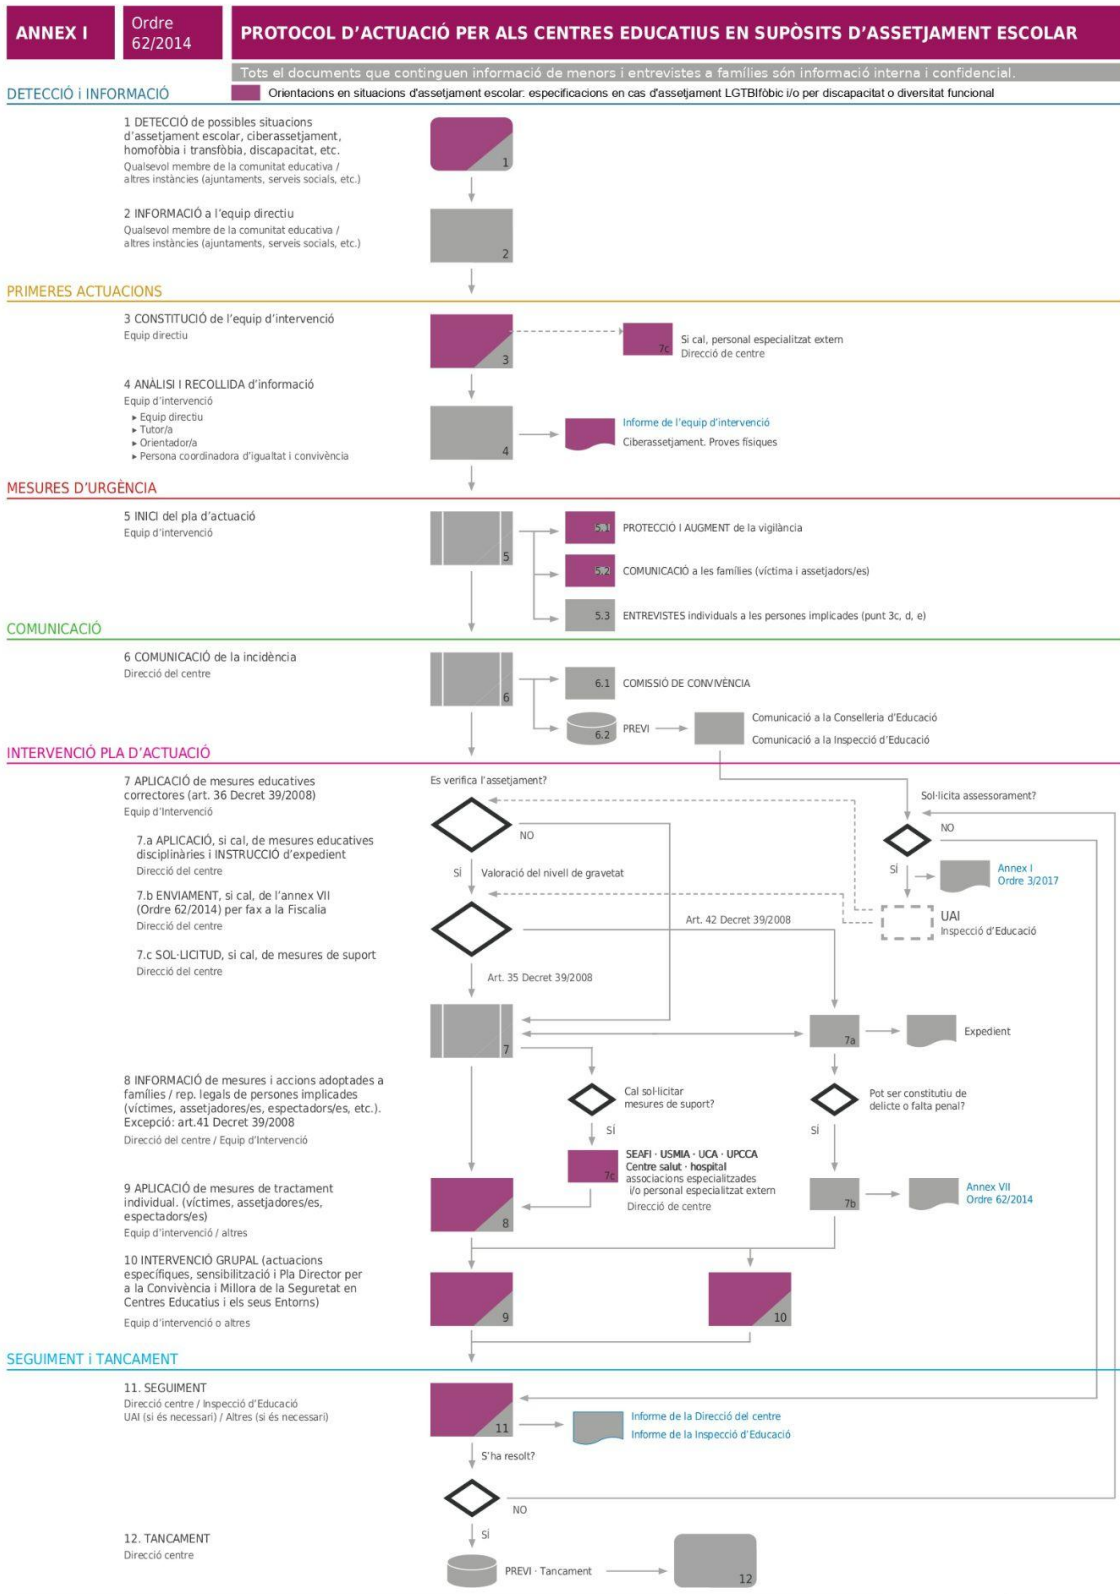 ANNEX I
Ordre
62/2014
PROTOCOL D'ACTUACIÓ PER ALS CENTRES EDUCATIUS EN SUPÒSITS D'ASSETJAMENT ESCOLAR
Tots el documents que continguen informació de menors i entrevistes a famílies són informació interna i confidencial.
DETECCIÓ i INFORMACIÓ
Orientacions en situacions d'assetjament escolar: especificacions en cas d'assetjament LGTBIfòbic i/o per discapacitat o diversitat funcional
1 DETECCIÓ de possibles situacions
d'assetjament escolar, ciberassetjament,
homofòbia i transfòbia, discapacitat, etc.
Qualsevol membre de la comunitat educativa /
altres instàncies (ajuntaments, serveis socials, etc.)
1
2 INFORMACIÓ a l'equip directiu
Qualsevol membre de la comunitat educativa /
altres instàncies (ajuntaments, serveis socials, etc.)
2
PRIMERES ACTUACIONS
3 CONSTITUCIÓ de l'equip d'intervenció
Equip directiu
3
7c
Si cal, personal especialitzat extern
Direcció de centre
4 ANÀLISI I RECOLLIDA d'informació
Equip d'intervenció
▸ Equip directiu
▸ Tutor/a
▸ Orientador/a
▸ Persona coordinadora d'igualtat i convivència
4
Informe de l'equip d'intervenció
Ciberassetjament. Proves físiques
MESURES D'URGÈNCIA
5 INICI del pla d'actuació
Equip d'intervenció
5
5.1
PROTECCIÓ I AUGMENT de la vigilància
5.2
COMUNICACIÓ a les famílies (víctima i assetjadors/es)
5.3
ENTREVISTES individuals a les persones implicades (punt 3c, d, e)
COMUNICACIÓ
6 COMUNICACIÓ de la incidència
Direcció del centre
6
6.1
COMISSIÓ DE CONVIVÈNCIA
6.2
PREVI
Comunicació a la Conselleria d'Educació
Comunicació a la Inspecció d'Educació
INTERVENCIÓ PLA D'ACTUACIÓ
7 APLICACIÓ de mesures educatives
correctores (art. 36 Decret 39/2008)
Equip d'Intervenció
7.a APLICACIÓ, si cal, de mesures educatives
disciplinàries i INSTRUCCIÓ d'expedient
Direcció del centre
7.b ENVIAMENT, si cal, de l'annex VII
(Ordre 62/2014) per fax a la Fiscalia
Direcció del centre
7.c SOL·LICITUD, si cal, de mesures de suport
Direcció del centre
Es verifica l'assetjament?
NO
SÍ
Valoració del nivell de gravetat
Art. 42 Decret 39/2008
Art. 35 Decret 39/2008
Sol·licita assessorament?
NO
SÍ
Annex I
Ordre 3/2017
UAI
Inspecció d'Educació
7
7a
Expedient
8 INFORMACIÓ de mesures i accions adoptades a
famílies / rep. legals de persones implicades
(víctimes, assetjadores/es, espectadors/es, etc.).
Excepció: art.41 Decret 39/2008
Direcció del centre / Equip d'Intervenció
Cal sol·licitar
mesures de suport?
SÍ
Pot ser constitutiu de
delicte o falta penal?
SÍ
7c
SEAFI · USMIA · UCA · UPCCA
Centre salut · hospital
associacions especialitzades
i/o personal especialitzat extern
Direcció de centre
7b
Annex VII
Ordre 62/2014
9 APLICACIÓ de mesures de tractament
individual. (víctimes, assetjadores/es,
espectadors/es)
Equip d'intervenció / altres
8
10 INTERVENCIÓ GRUPAL (actuacions
específiques, sensibilització i Pla Director per
a la Convivència i Millora de la Seguretat en
Centres Educatius i els seus Entorns)
Equip d'intervenció o altres
9
10
SEGUIMENT i TANCAMENT
11. SEGUIMENT
Direcció centre / Inspecció d'Educació
UAI (si és necessari) / Altres (si és necessari)
11
Informe de la Direcció del centre
Informe de la Inspecció d'Educació
S'ha resolt?
NO
SÍ
12. TANCAMENT
Direcció centre
PREVI · Tancament
12